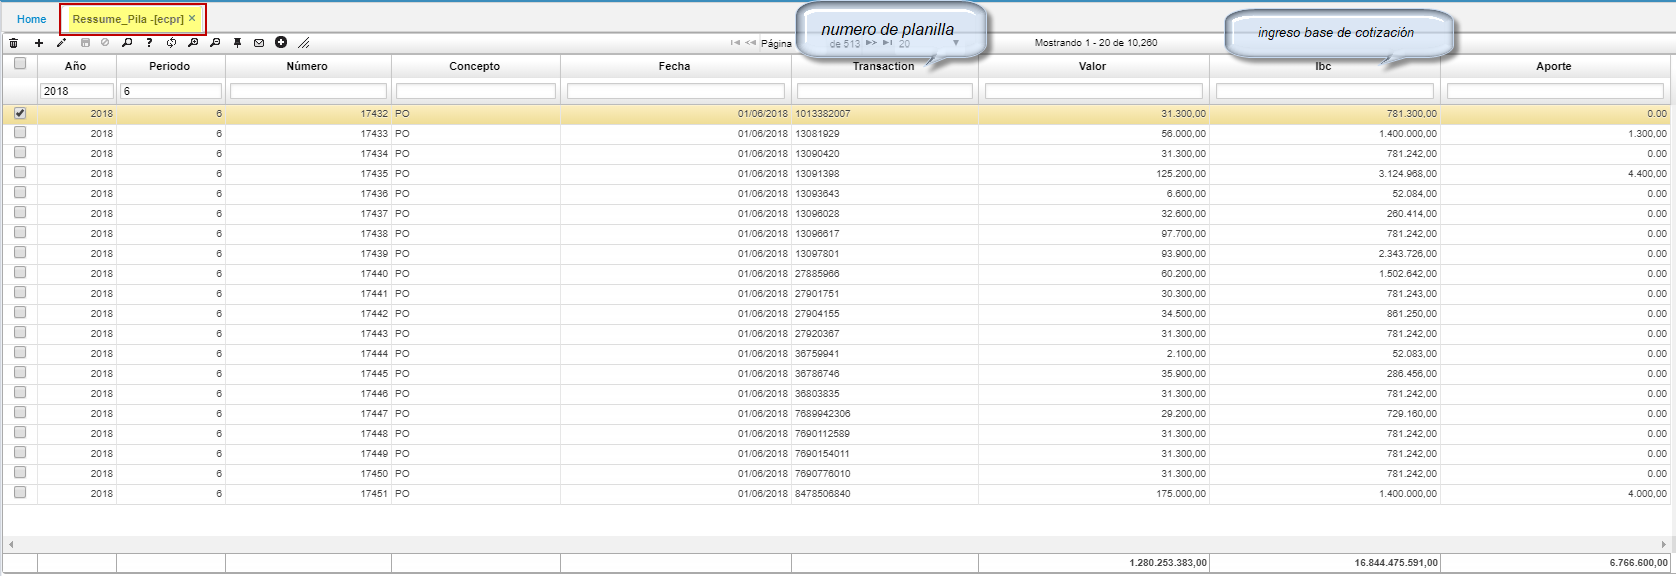 Home Ressume_Pila -[ecpr] ×
numero de planilla
ingreso base de cotización
Página de 513 20 Mostrando 1 - 20 de 10,260
Año Periodo Número Concepto Fecha Transaction Valor Ibc Aporte
2018 6
2018 6 17432 PO 01/06/2018 1013382007 31.300,00 781.300,00 0.00
2018 6 17433 PO 01/06/2018 13081929 56.000,00 1.400.000,00 1.300,00
2018 6 17434 PO 01/06/2018 13090420 31.300,00 781.242,00 0.00
2018 6 17435 PO 01/06/2018 13091398 125.200,00 3.124.968,00 4.400,00
2018 6 17436 PO 01/06/2018 13093643 6.600,00 52.084,00 0.00
2018 6 17437 PO 01/06/2018 13096028 32.600,00 260.414,00 0.00
2018 6 17438 PO 01/06/2018 13096617 97.700,00 781.242,00 0.00
2018 6 17439 PO 01/06/2018 13097801 93.900,00 2.343.726,00 0.00
2018 6 17440 PO 01/06/2018 27885966 60.200,00 1.502.642,00 0.00
2018 6 17441 PO 01/06/2018 27901751 30.300,00 781.243,00 0.00
2018 6 17442 PO 01/06/2018 27904155 34.500,00 861.250,00 0.00
2018 6 17443 PO 01/06/2018 27920367 31.300,00 781.242,00 0.00
2018 6 17444 PO 01/06/2018 36759941 2.100,00 52.083,00 0.00
2018 6 17445 PO 01/06/2018 36786746 35.900,00 286.456,00 0.00
2018 6 17446 PO 01/06/2018 36803835 31.300,00 781.242,00 0.00
2018 6 17447 PO 01/06/2018 7689942306 29.200,00 729.160,00 0.00
2018 6 17448 PO 01/06/2018 7690112589 31.300,00 781.242,00 0.00
2018 6 17449 PO 01/06/2018 7690154011 31.300,00 781.242,00 0.00
2018 6 17450 PO 01/06/2018 7690776010 31.300,00 781.242,00 0.00
2018 6 17451 PO 01/06/2018 8478506840 175.000,00 1.400.000,00 4.000,00
1.280.253.383,00 16.844.475.591,00 6.766.600,00